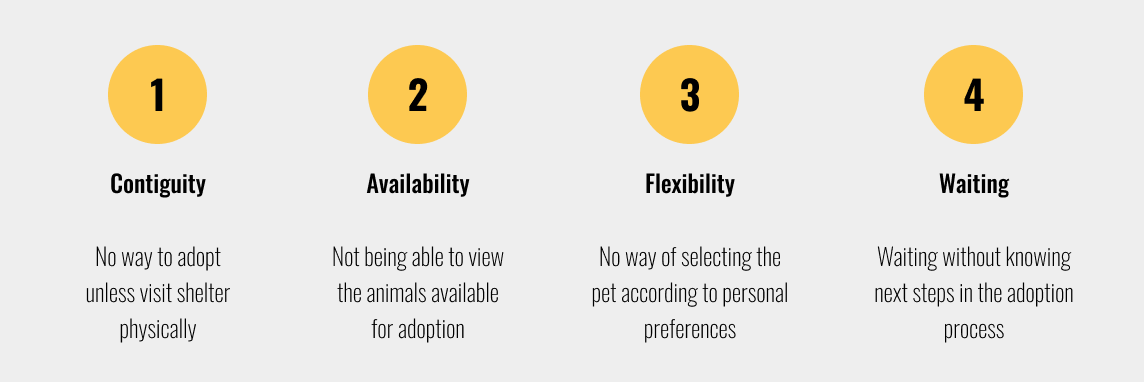 1
Contiguity
No way to adopt
unless visit shelter
physically
2
Availability
Not being able to view
the animals available
for adoption
3
Flexibility
No way of selecting the
pet according to personal
preferences
4
Waiting
Waiting without knowing
next steps in the adoption
process